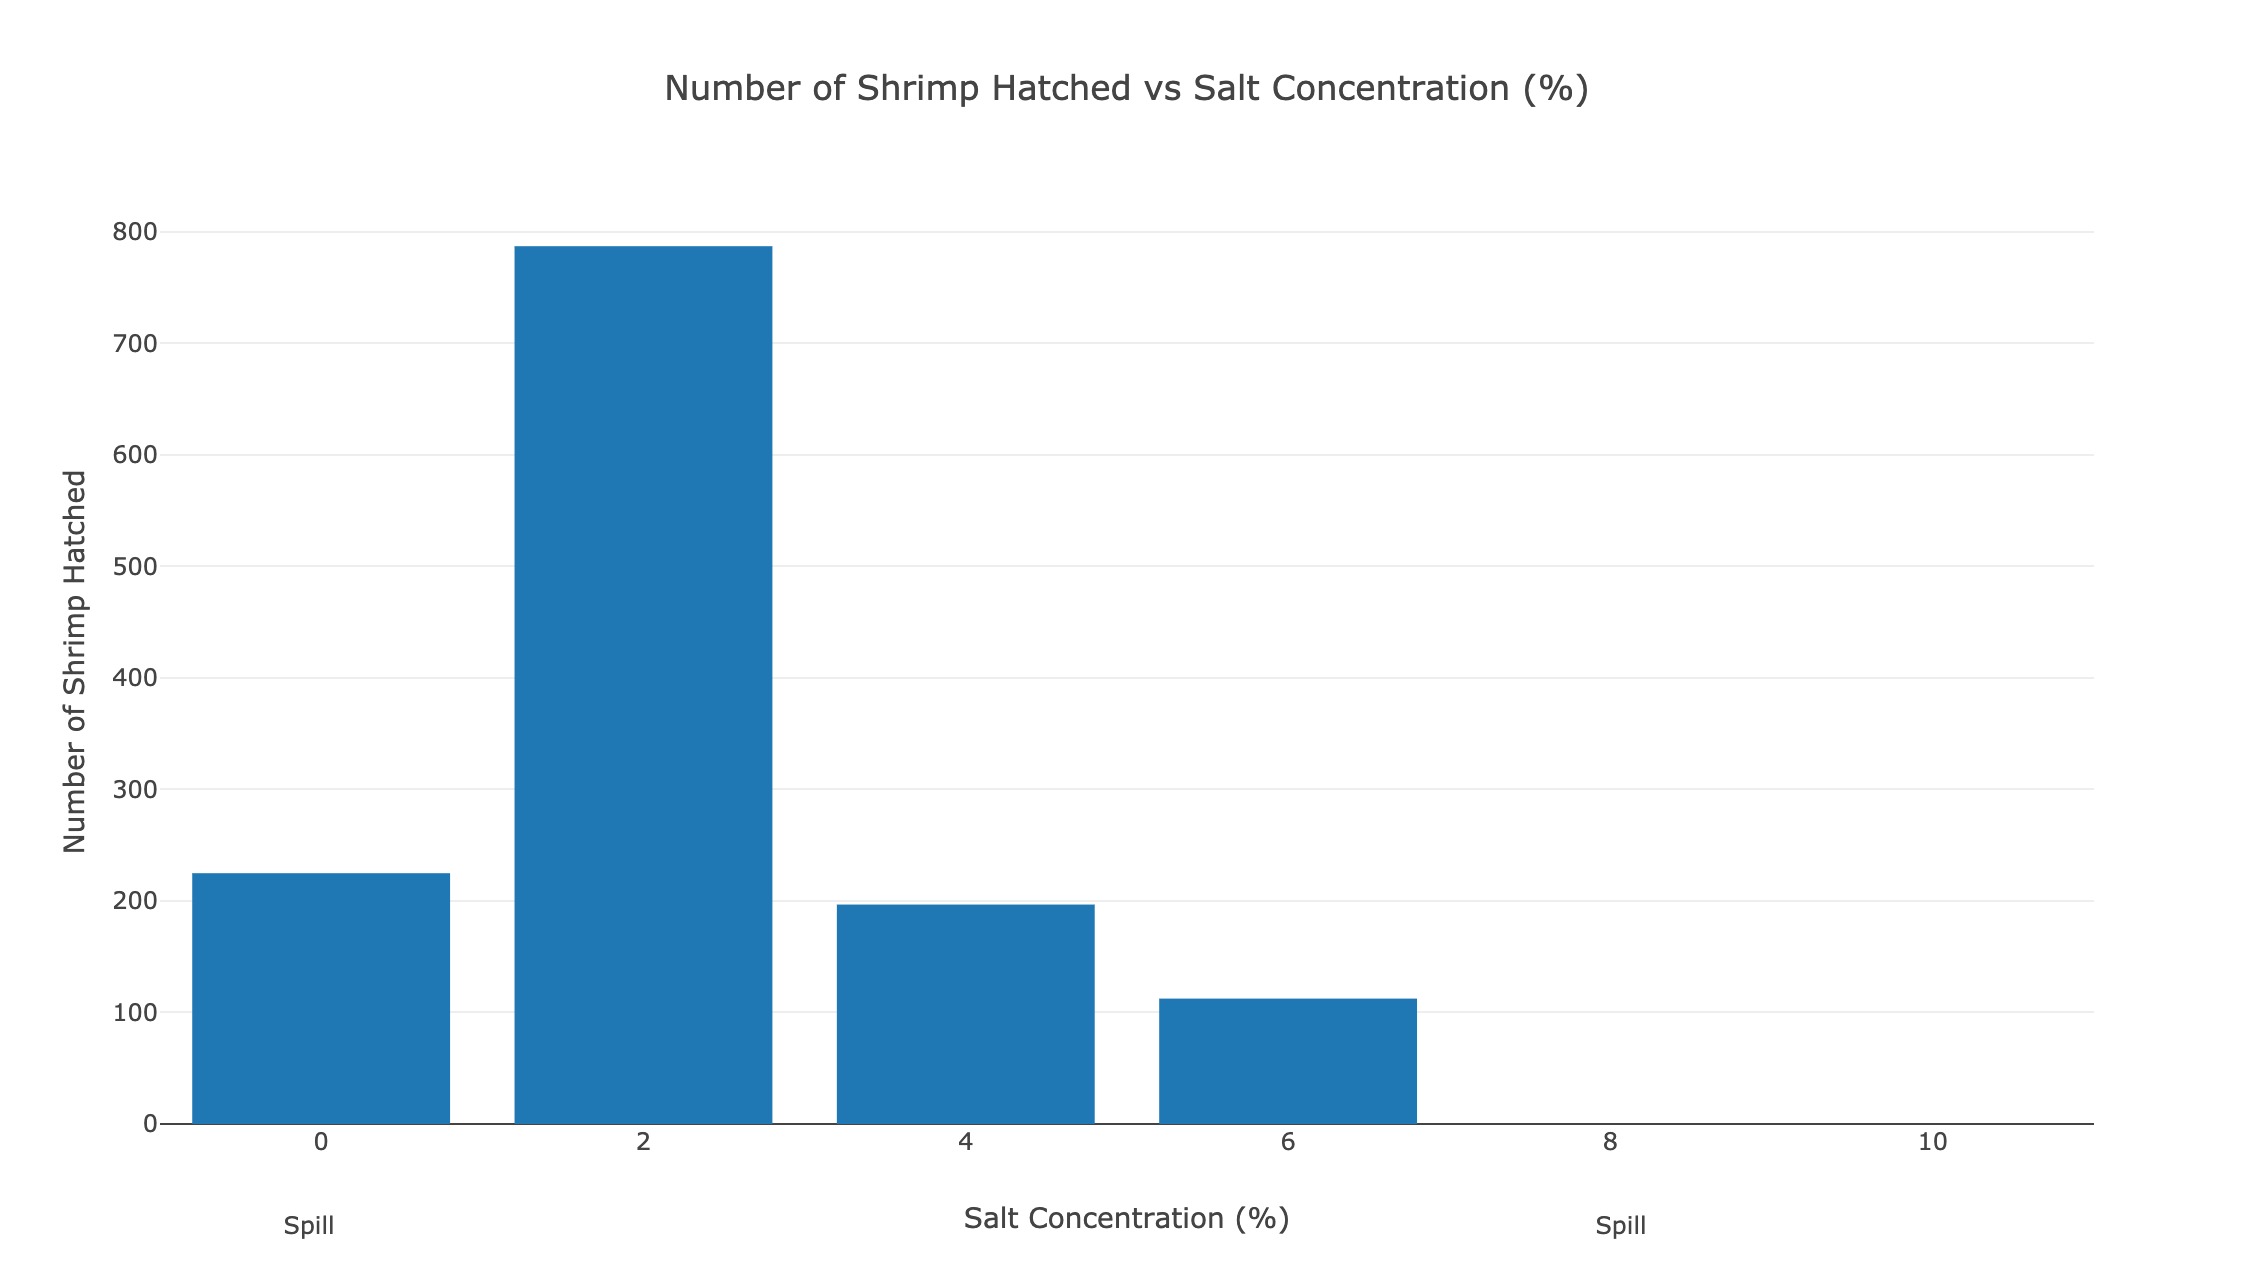 Number of Shrimp Hatched vs Salt Concentration (%)
Number of Shrimp Hatched
800
700
600
500
400
300
200
100
0
0 2 4 6 8 10
Salt Concentration (%)
Spill Spill